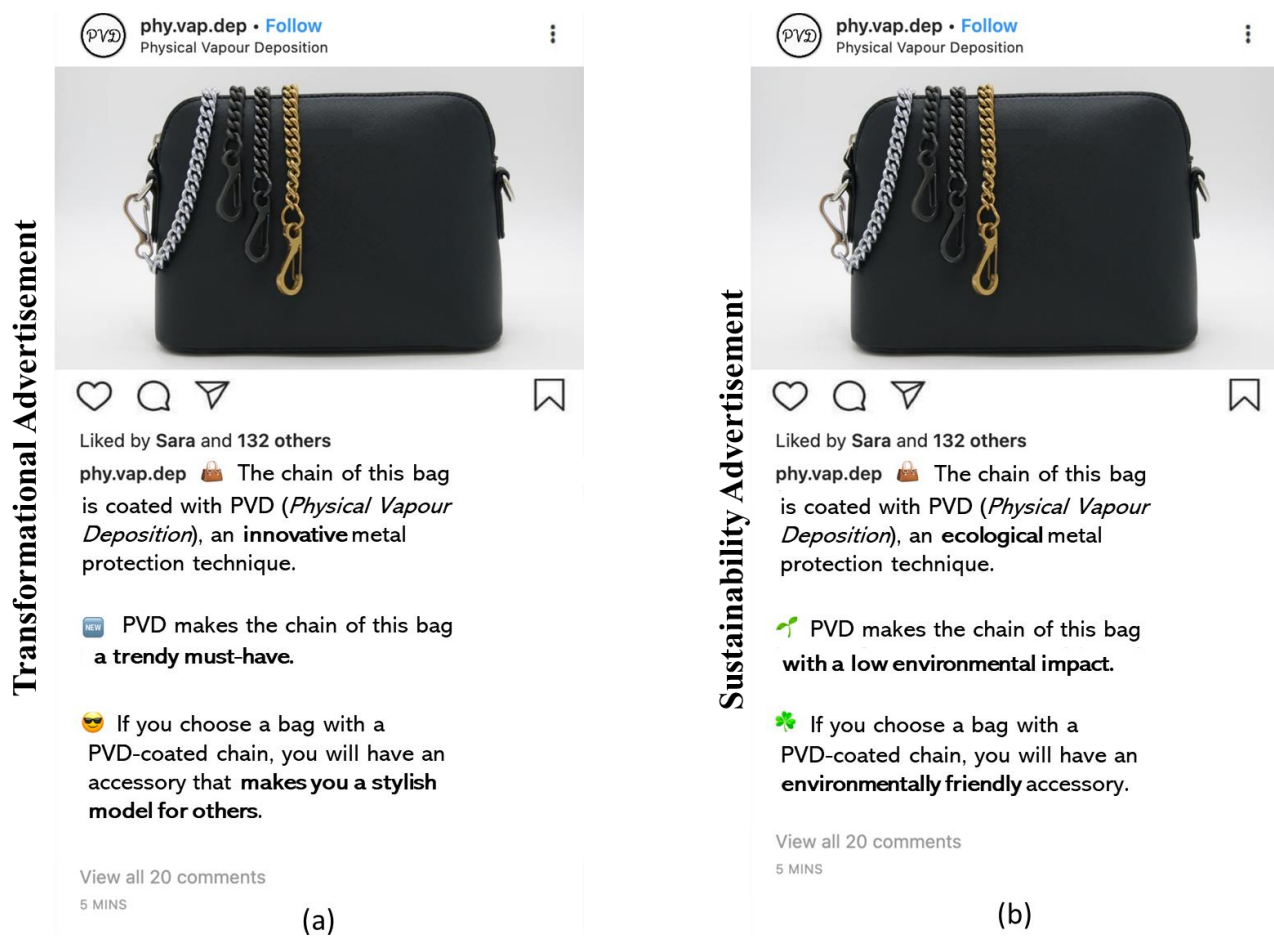 Transformational Advertisement
PVD
phy.vap.dep • Follow
Physical Vapour Deposition
Liked by Sara and 132 others
phy.vap.dep 👜 The chain of this bag
is coated with PVD (Physical Vapour
Deposition), an innovative metal
protection technique.
🆕 PVD makes the chain of this bag
a trendy must-have.
😎 If you choose a bag with a
PVD-coated chain, you will have an
accessory that makes you a stylish
model for others.
View all 20 comments
5 MINS
(a)
Sustainability Advertisement
PVD
phy.vap.dep • Follow
Physical Vapour Deposition
Liked by Sara and 132 others
phy.vap.dep 👜 The chain of this bag
is coated with PVD (Physical Vapour
Deposition), an ecological metal
protection technique.
🌱 PVD makes the chain of this bag
with a low environmental impact.
☘️ If you choose a bag with a
PVD-coated chain, you will have an
environmentally friendly accessory.
View all 20 comments
5 MINS
(b)